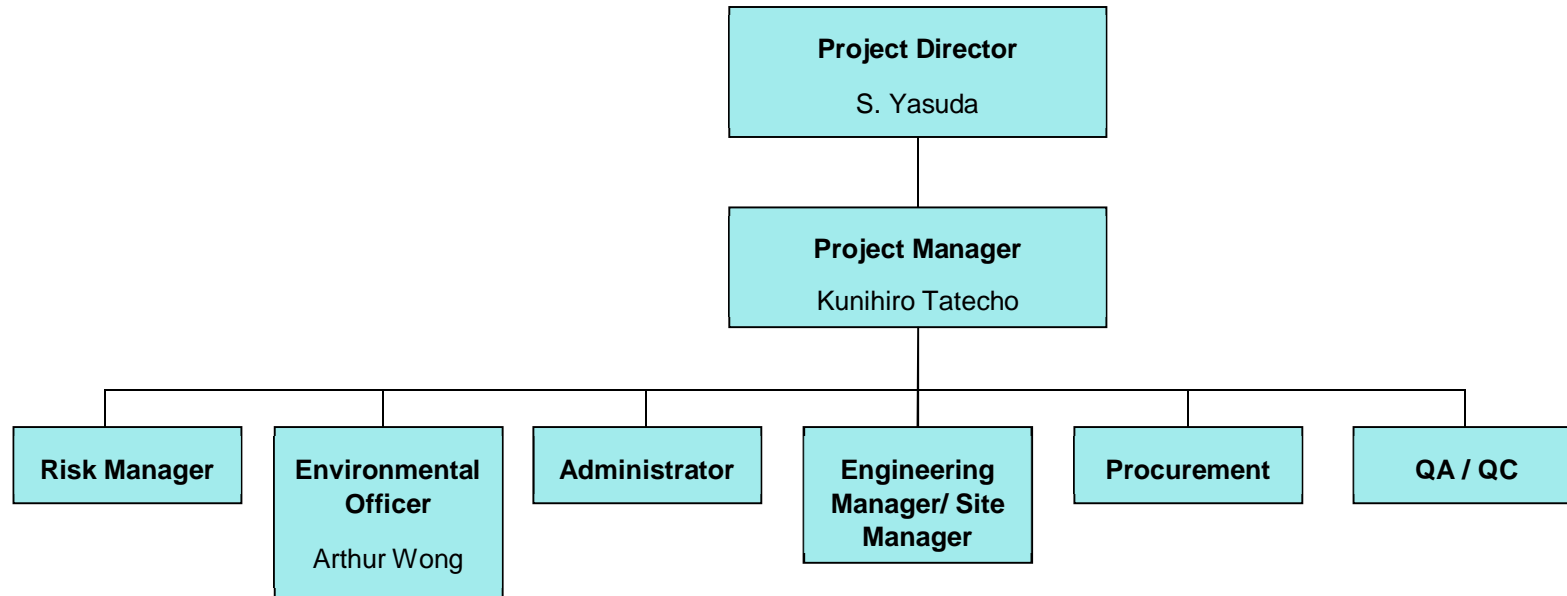 Project Director
S. Yasuda
Project Manager
Kunihiro Tatecho
Risk Manager
Environmental
Officer
Arthur Wong
Administrator
Engineering
Manager/ Site
Manager
Procurement
QA / QC